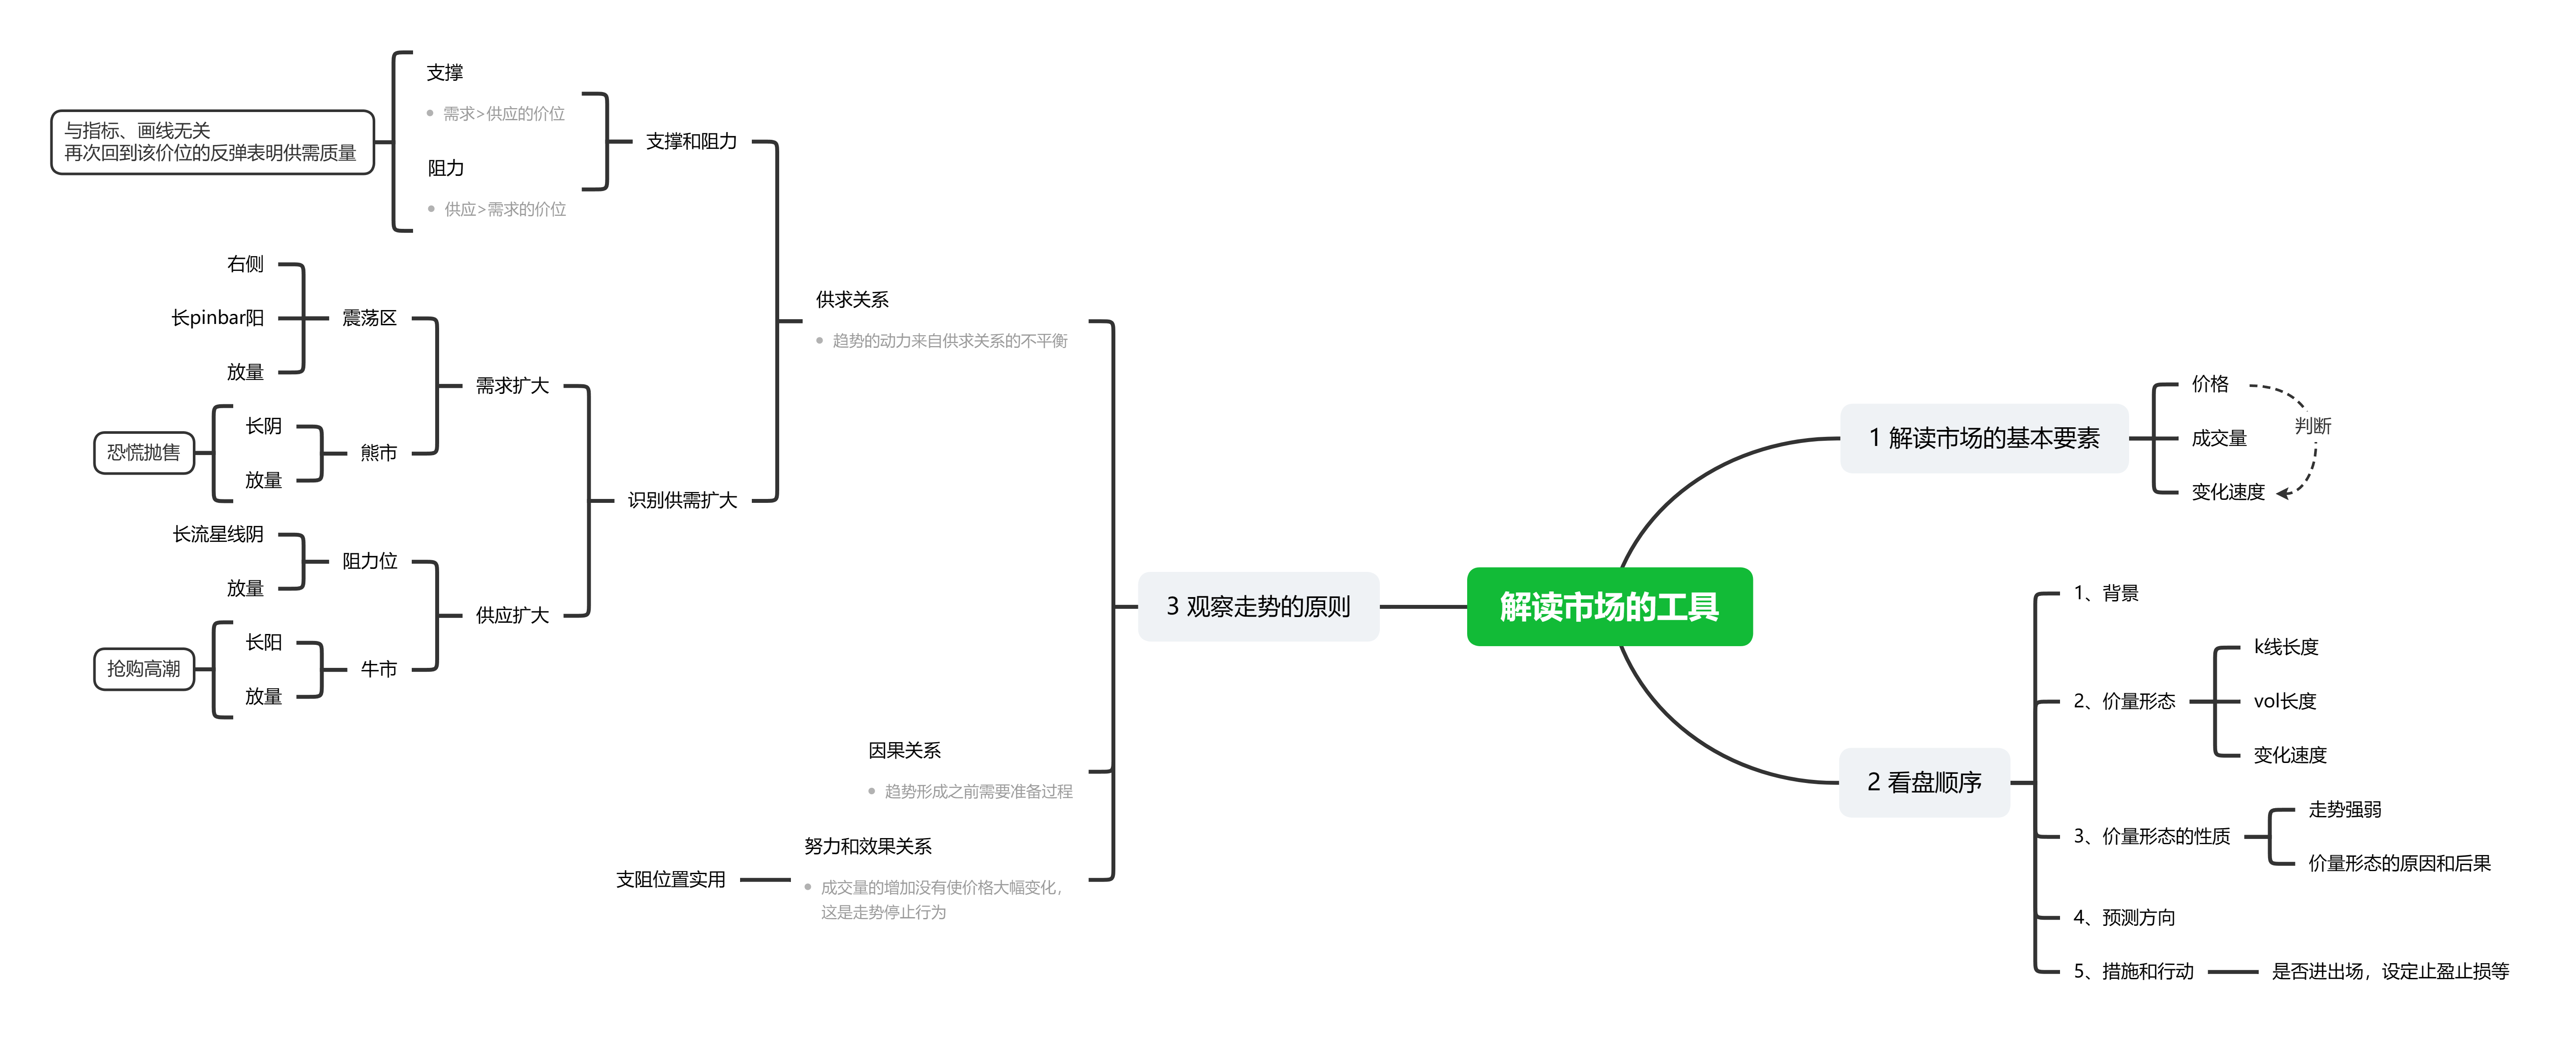 解读市场的工具
1 解读市场的基本要素
价格
成交量
变化速度
判断
2 看盘顺序
1、背景
2、价量形态
k线长度
vol长度
变化速度
3、价量形态的性质
走势强弱
价量形态的原因和后果
4、预测方向
5、措施和行动
是否进出场，设定止盈止损等
3 观察走势的原则
供求关系
趋势的动力来自供求关系的不平衡
支撑和阻力
支撑
需求>供应的价位
阻力
供应>需求的价位
与指标、画线无关
再次回到该价位的反弹表明供需质量
识别供需扩大
需求扩大
震荡区
右侧
长pinbar阳
放量
熊市
长阴
放量
恐慌抛售
供应扩大
阻力位
长流星线阴
放量
牛市
长阳
放量
抢购高潮
因果关系
趋势形成之前需要准备过程
努力和效果关系
成交量的增加没有使价格大幅变化，
这是走势停止行为
支阻位置实用